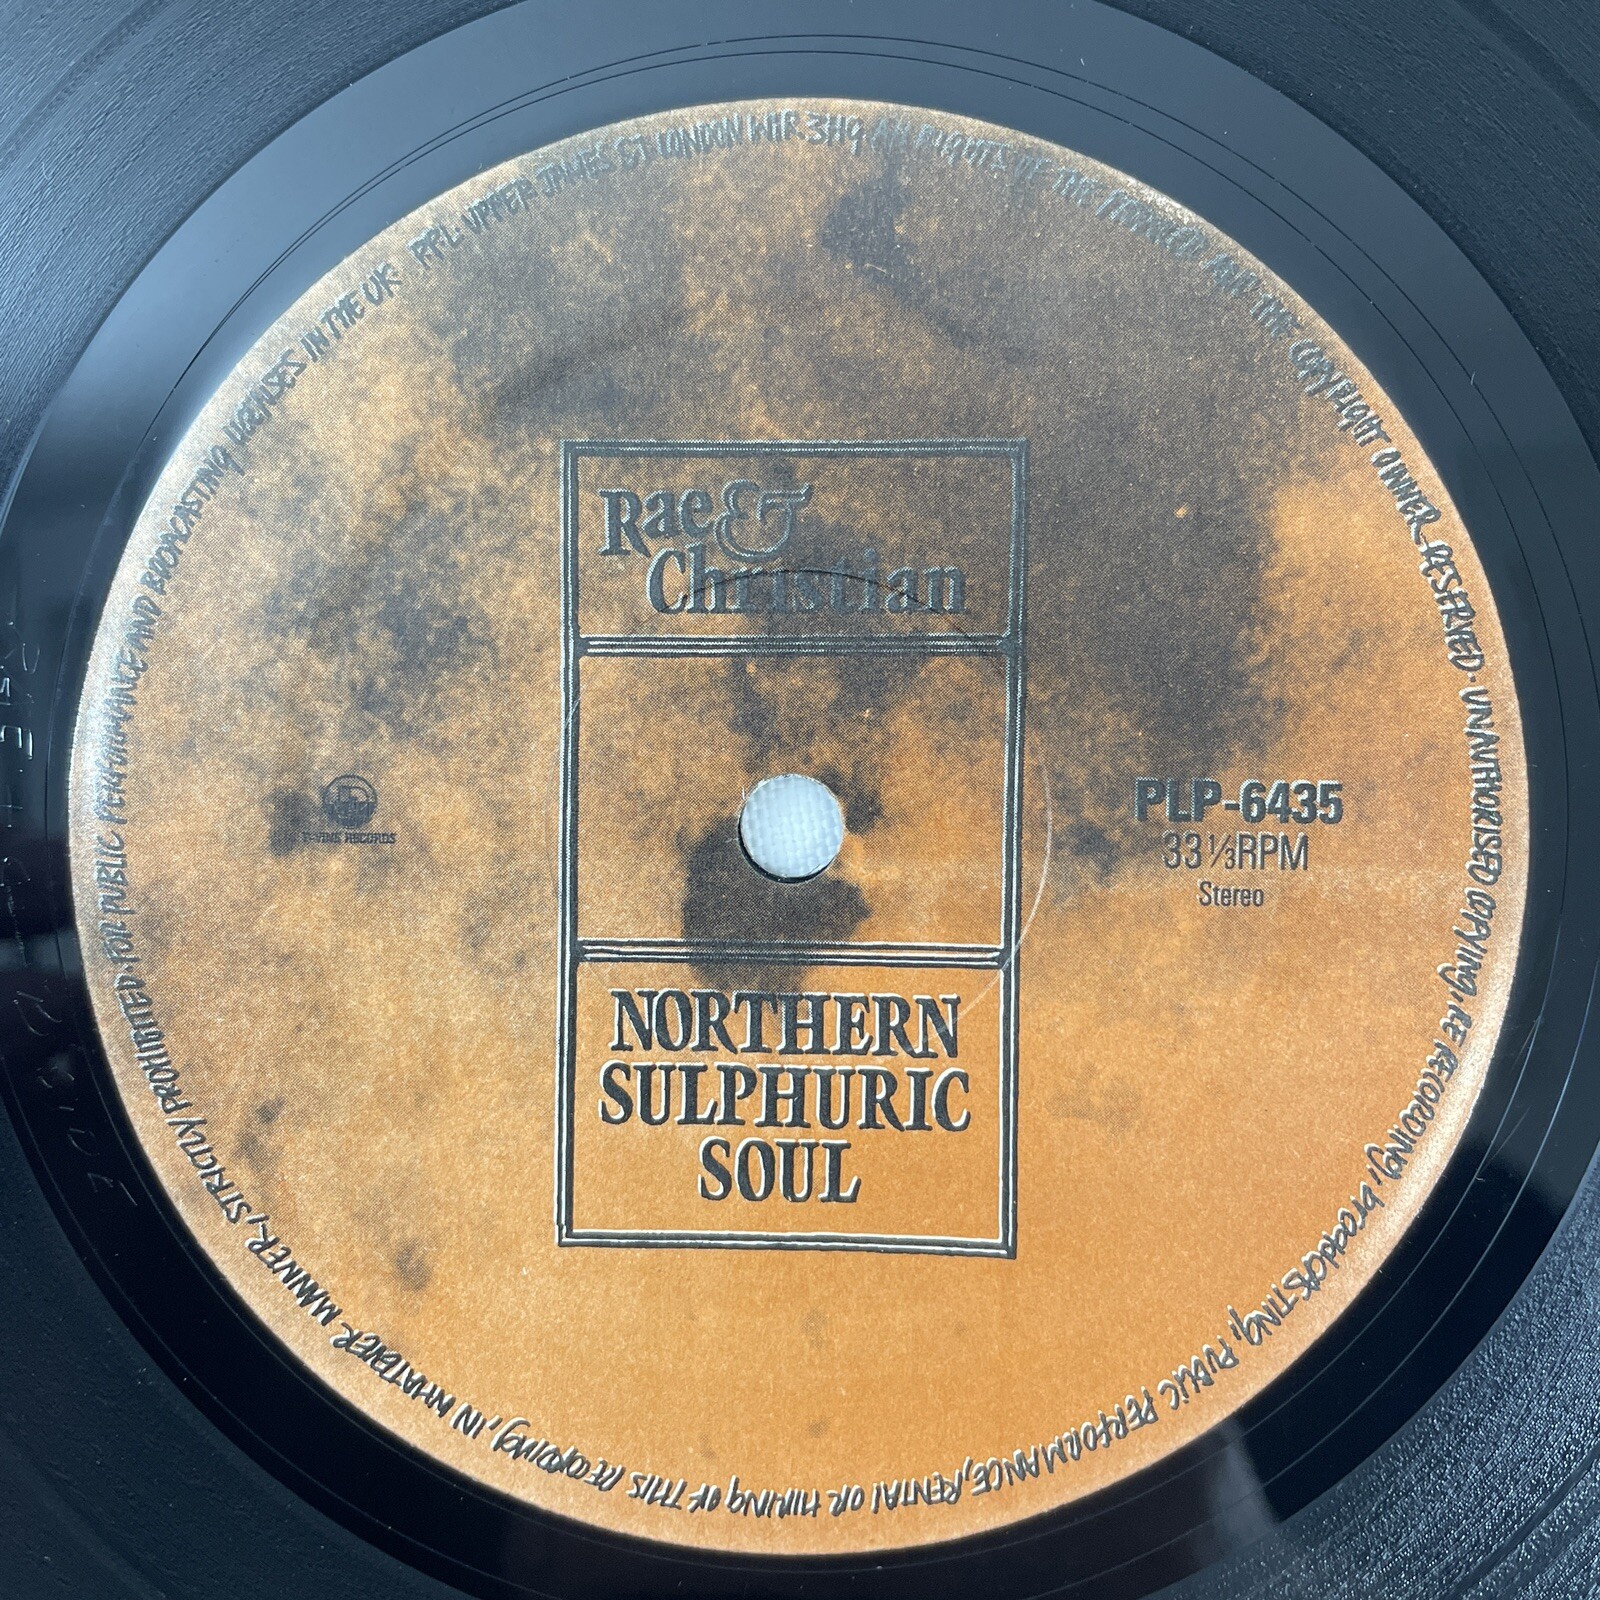 Rae &
Christian
P-VINE RECORDS
PLP-6435
33 1/3RPM
Stereo
NORTHERN
SULPHURIC
SOUL
PPL. UPPER JAMES ST LONDON W1R 3HG All RIGHTS OF THE AND THE COPYRIGHT OWNER RESERVED. UNAUTHORISED COPYING, RE RECORDING, broadcASTING, PUBLIC PERFORMANCE, RENTAl OR HIRING OF THIS RECORDING, IN WHATEVER MANNER, STRICTLY PROHIBITED. FOR PUBLIC PERFORMANCE AND BROADCASTING LICENSES IN THE UK